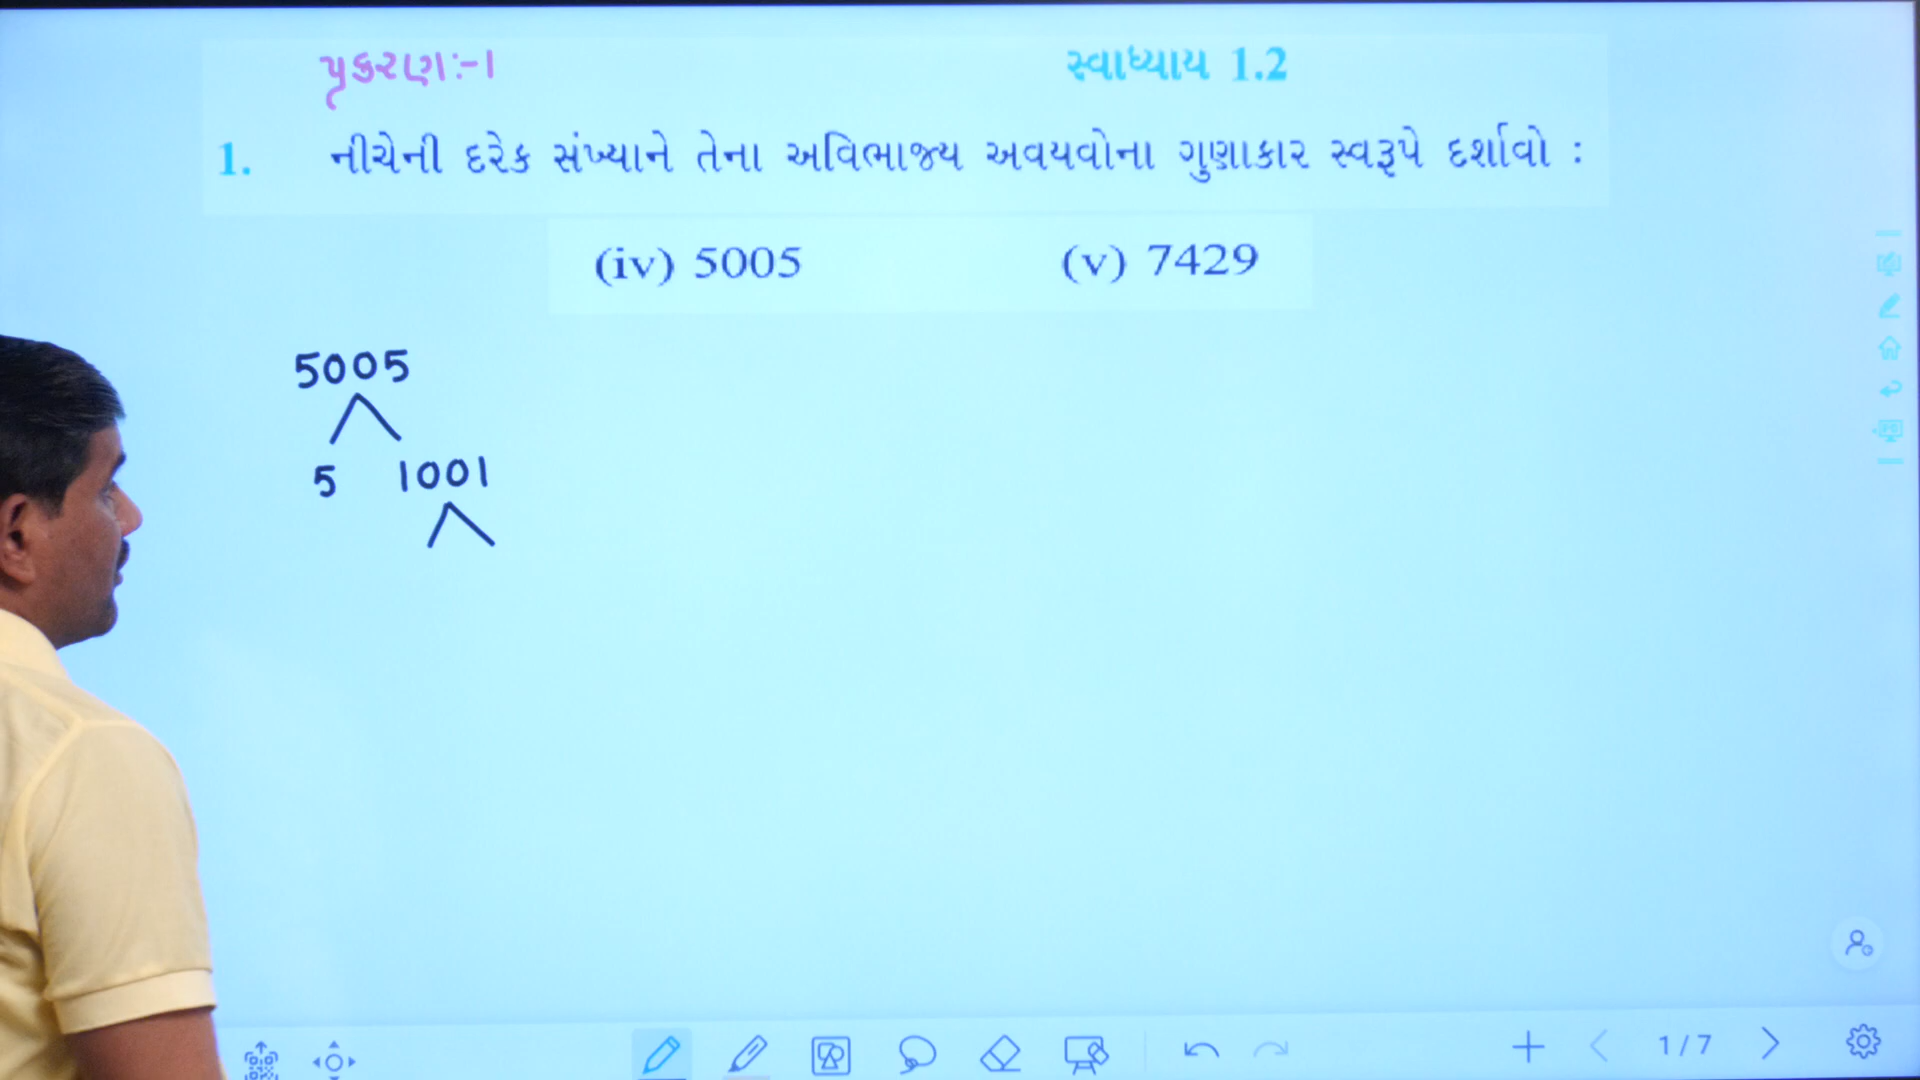 પ્રકરણ:-1 સ્વાધ્યાય 1.2
1. નીચેની દરેક સંખ્યાને તેના અવિભાજ્ય અવયવોના ગુણાકાર સ્વરૂપે દર્શાવો :
(iv) 5005 (v) 7429
5005
5 1001
1/7